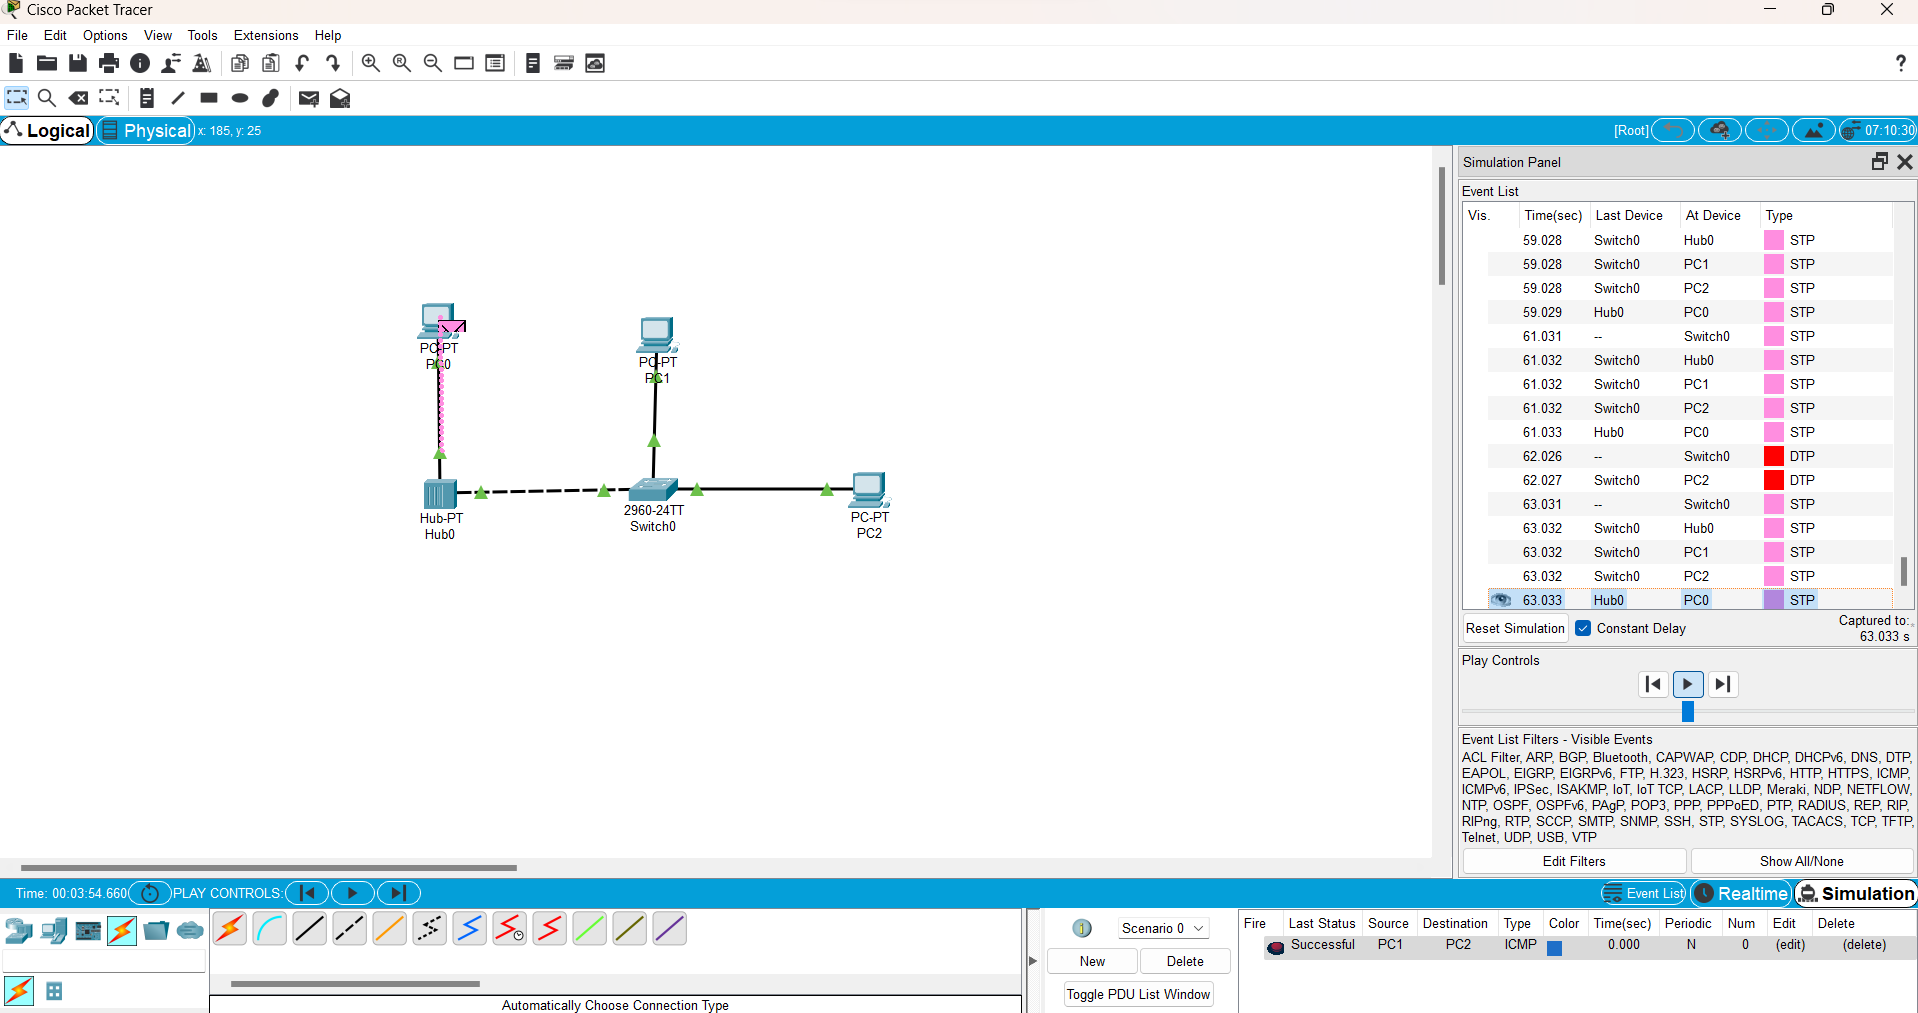 Cisco Packet Tracer
File Edit Options View Tools Extensions Help
?
Logical Physical x: 185, y: 25 [Root] 07:10:30
Simulation Panel
Event List
Vis. Time(sec) Last Device At Device Type
59.028 Switch0 Hub0 STP
59.028 Switch0 PC1 STP
59.028 Switch0 PC2 STP
59.029 Hub0 PC0 STP
61.031 -- Switch0 STP
61.032 Switch0 Hub0 STP
61.032 Switch0 PC1 STP
61.032 Switch0 PC2 STP
61.033 Hub0 PC0 STP
62.026 -- Switch0 DTP
62.027 Switch0 PC2 DTP
63.031 -- Switch0 STP
63.032 Switch0 Hub0 STP
63.032 Switch0 PC1 STP
63.032 Switch0 PC2 STP
63.033 Hub0 PC0 STP
Reset Simulation Constant Delay Captured to:
63.033 s
PC-PT
PC0
PC-PT
PC1
Hub-PT
Hub0
2960-24TT
Switch0
PC-PT
PC2
Play Controls
Event List Filters - Visible Events
ACL Filter, ARP, BGP, Bluetooth, CAPWAP, CDP, DHCP, DHCPv6, DNS, DTP,
EAPOL, EIGRP, EIGRPv6, FTP, H.323, HSRP, HSRPv6, HTTP, HTTPS, ICMP,
ICMPv6, IPSec, ISAKMP, IoT, IoT TCP, LACP, LLDP, Meraki, NDP, NETFLOW,
NTP, OSPF, OSPFv6, PAgP, POP3, PPP, PPPoED, PTP, RADIUS, REP, RIP,
RIPng, RTP, SCCP, SMTP, SNMP, SSH, STP, SYSLOG, TACACS, TCP, TFTP,
Telnet, UDP, USB, VTP
Edit Filters Show All/None
Time: 00:03:54.660 PLAY CONTROLS: Event List Realtime Simulation
Automatically Choose Connection Type
Scenario 0
New Delete
Toggle PDU List Window
Fire Last Status Source Destination Type Color Time(sec) Periodic Num Edit Delete
Successful PC1 PC2 ICMP 0.000 N 0 (edit) (delete)